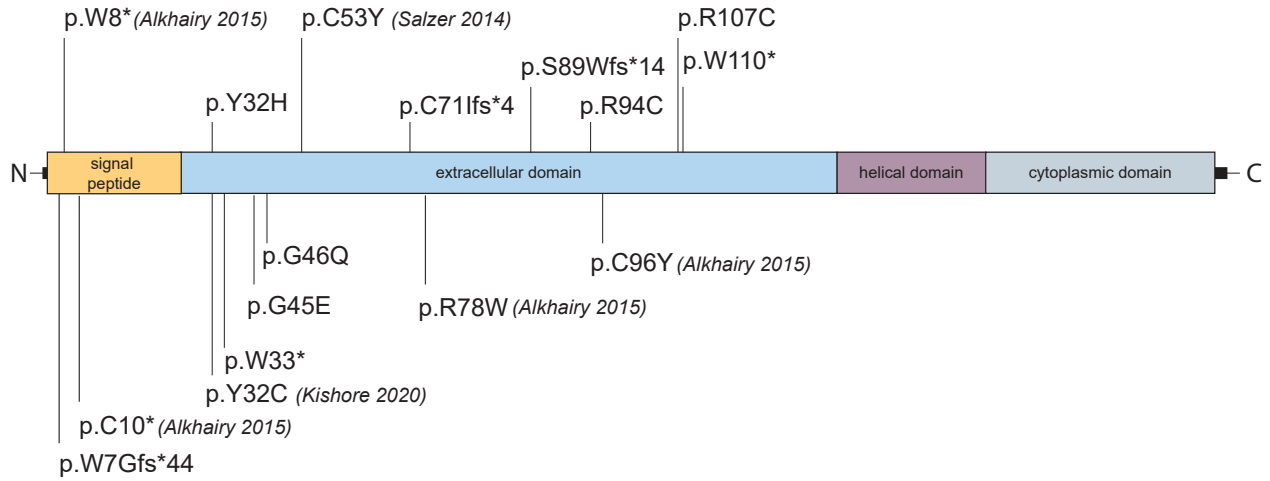 p.W8* (Alkhairy 2015)
p.C53Y (Salzer 2014)
p.R107C
p.W110*
p.S89Wfs*14
p.Y32H
p.C71Ifs*4
p.R94C
N
signal
peptide
extracellular domain
helical domain
cytoplasmic domain
C
p.G46Q
p.C96Y (Alkhairy 2015)
p.G45E
p.R78W (Alkhairy 2015)
p.W33*
p.Y32C (Kishore 2020)
p.C10* (Alkhairy 2015)
p.W7Gfs*44